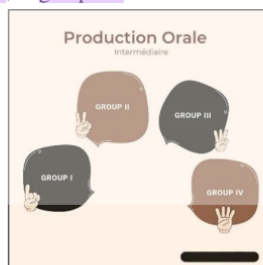 Production Orale
Intermédiaire
GROUP II
GROUP III
GROUP I
GROUP IV